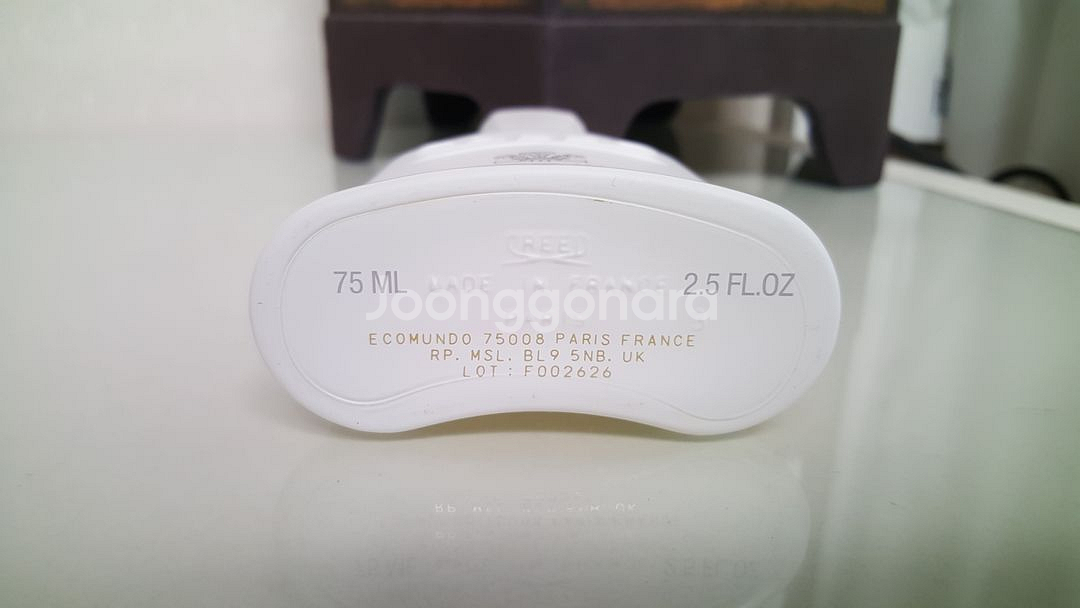 CREED
75 ML
MADE IN FRANCE
2.5 FL.OZ
Joonggonara
ECOMUNDO 75008 PARIS FRANCE
RP. MSL. BL9 5NB. UK
LOT : F002626